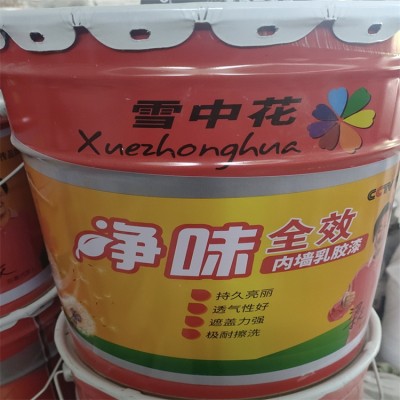 雪中花
Xuezhonghua
CCTV
净味 全效
内墙乳胶漆
持久亮丽
透气性好
遮盖力强
极耐擦洗